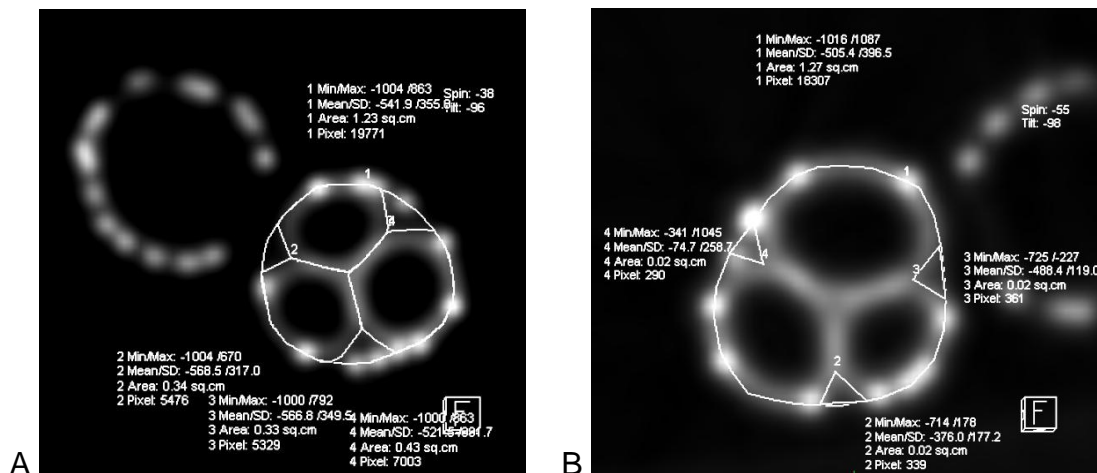 1 Min/Max: -1004 /863
1 Mean/SD: -541.9
1 Area: 1.23 sq.cm
1 Pixel: 19771
Spin: -38
Tilt: -96
1
2
4
2 Min/Max: -1004 /670
2 Mean/SD: -568.5 /317.0
2 Area: 0.34 sq.cm
2 Pixel: 5476
3 Min/Max: -1000 /792
3 Mean/SD: -566.8 /349.5
3 Area: 0.33 sq.cm
3 Pixel: 5329
4 Min/Max: -1000 /863
4 Mean/SD:
4 Area: 0.43 sq.cm
4 Pixel: 7003
F
A
1 Min/Max: -1016 /1087
1 Mean/SD: -505.4 /396.5
1 Area: 1.27 sq.cm
1 Pixel: 18307
Spin: -55
Tilt: -98
1
4 Min/Max: -341 /1045
4 Mean/SD: -74.7 /258.7
4 Area: 0.02 sq.cm
4 Pixel: 290
4
3
3 Min/Max: -725 /-227
3 Mean/SD: -488.4 /119.0
3 Area: 0.02 sq.cm
3 Pixel: 361
2
2 Min/Max: -714 /178
2 Mean/SD: -376.0 /177.2
2 Area: 0.02 sq.cm
2 Pixel: 339
F
B